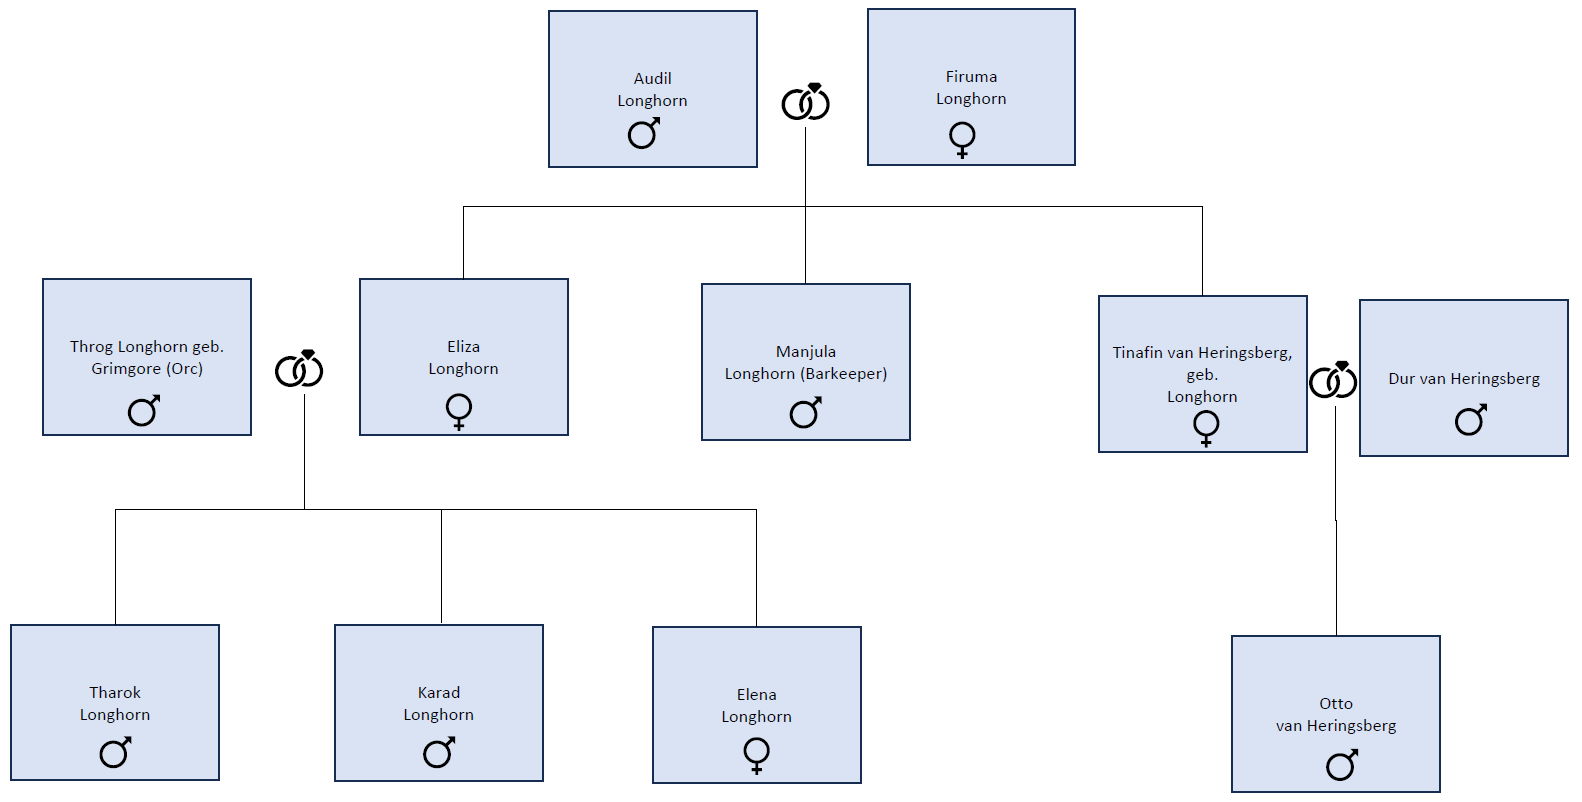 Audil
Longhorn
Firuma
Longhorn
Throg Longhorn geb.
Grimgore (Orc)
Eliza
Longhorn
Manjula
Longhorn (Barkeeper)
Tinafin van Heringsberg,
geb.
Longhorn
Dur van Heringsberg
Tharok
Longhorn
Karad
Longhorn
Elena
Longhorn
Otto
van Heringsberg